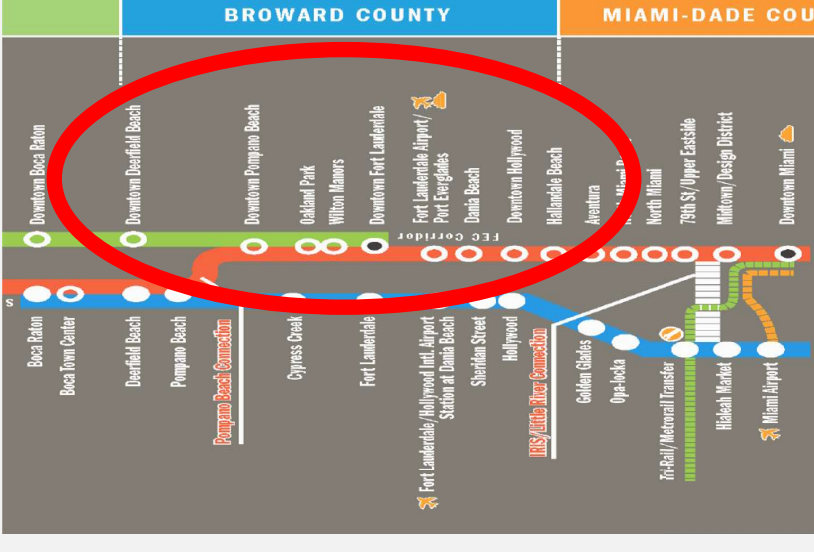 BROWARD COUNTY
MIAMI-DADE COU
Downtown Boca Raton
Downtown Deerfield Beach
Downtown Pompano Beach
Oakland Park
Wilton Manors
Downtown Fort Lauderdale
Fort Lauderdale Airport/
Port Everglades
Dania Beach
Downtown Hollywood
Hallandale Beach
Aventura
North Miami
79th St/Upper Eastside
Midtown/Design District
Downtown Miami
FEC Corridor
S
Boca Raton
Boca Town Center
Deerfield Beach
Pompano Beach
Pompano Beach Connection
Cypress Creek
Fort Lauderdale
Fort Lauderdale/Hollywood Intl. Airport
Station at Dania Beach
Sheridan Street
Hollywood
IRIS/Little River Connection
Golden Glades
Opa-locka
Tri-Rail/Metrorail Transfer
Hialeah Market
Miami Airport